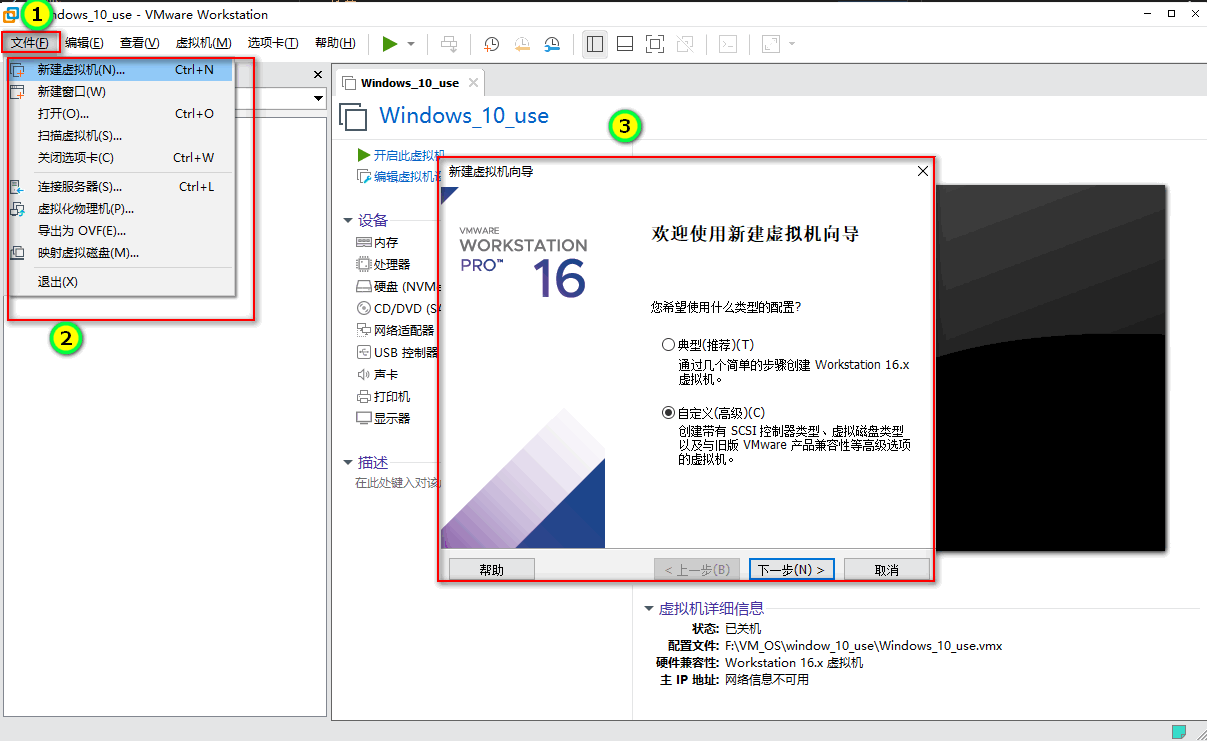 1
ndows_10_use - VMware Workstation
文件(F) 编辑(E) 查看(V) 虚拟机(M) 选项卡(T) 帮助(H)
新建虚拟机(N)... Ctrl+N
新建窗口(W)
打开(O)... Ctrl+O
扫描虚拟机(S)...
关闭选项卡(C) Ctrl+W
连接服务器(S)... Ctrl+L
虚拟化物理机(P)...
导出为 OVF(E)...
映射虚拟磁盘(M)...
退出(X)
2
Windows_10_use
Windows_10_use
3
开启此虚拟机
编辑虚拟机设
设备
内存
处理器
硬盘 (NVMe
CD/DVD (SA
网络适配器
USB 控制器
声卡
打印机
显示器
描述
在此处键入对该
新建虚拟机向导
VMWARE
WORKSTATION
PRO™ 16
欢迎使用新建虚拟机向导
您希望使用什么类型的配置?
典型(推荐)(T)
通过几个简单的步骤创建 Workstation 16.x
虚拟机。
自定义(高级)(C)
创建带有 SCSI 控制器类型、虚拟磁盘类型
以及与旧版 VMware 产品兼容性等高级选项
的虚拟机。
帮助 < 上一步(B) 下一步(N) > 取消
虚拟机详细信息
状态: 已关机
配置文件: F:\VM_OS\window_10_use\Windows_10_use.vmx
硬件兼容性: Workstation 16.x 虚拟机
主 IP 地址: 网络信息不可用